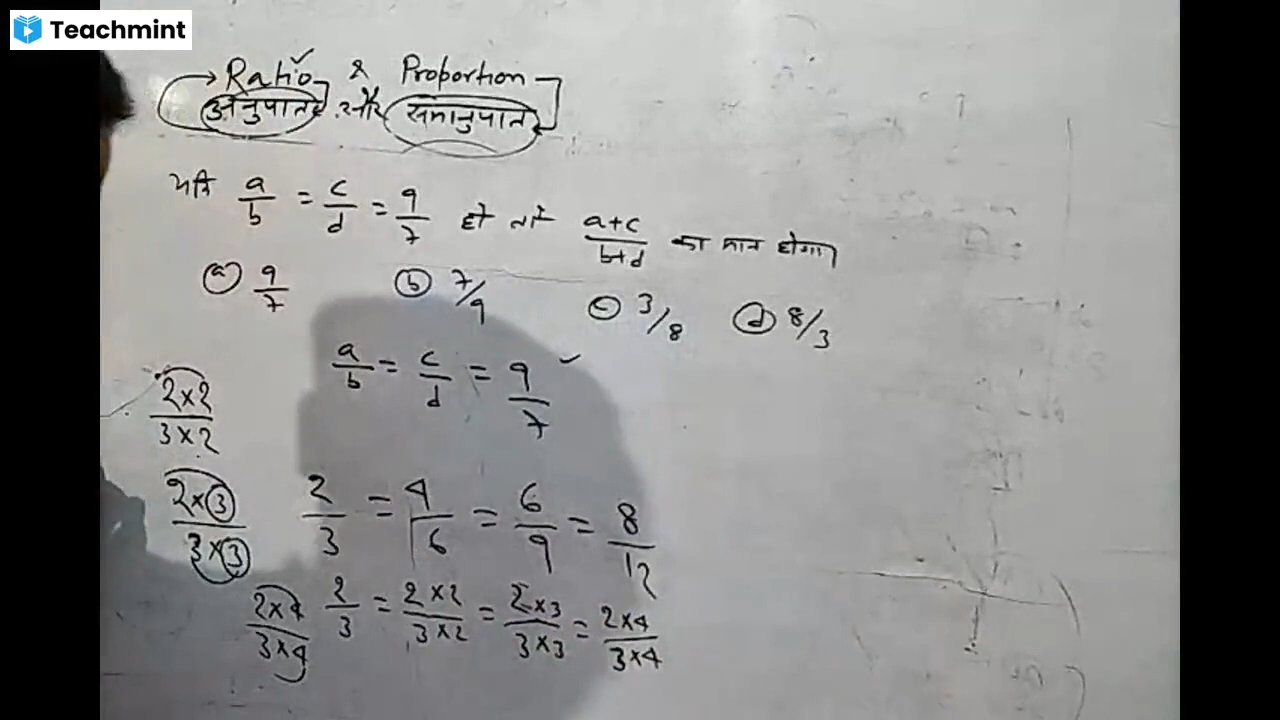 Teachmint
Ratio & Proportion
अनुपात और समानुपात
यदि a/b = c/d = 9/7 हो तो a+c/b+d का मान होगा।
(a) 9/7 (b) 7/9 (c) 3/8 (d) 8/3
a/b = c/d = 9/7
2×2/3×2
2×3/3×3
2/3 = 4/6 = 6/9 = 8/12
2×4/3×4
2/3 = 2×2/3×2 = 2×3/3×3 = 2×4/3×4